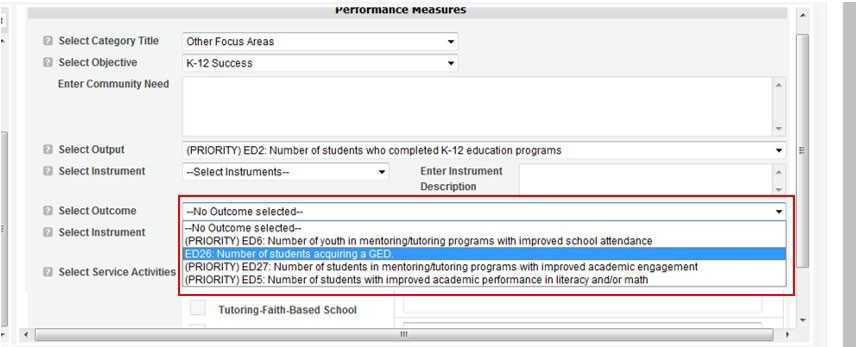 Performance Measures
Select Category Title Other Focus Areas
Select Objective K-12 Success
Enter Community Need
Select Output (PRIORITY) ED2: Number of students who completed K-12 education programs
Select Instrument --Select Instruments-- Enter Instrument
Description
Select Outcome --No Outcome selected--
--No Outcome selected--
Select Instrument
(PRIORITY) ED6: Number of youth in mentoring/tutoring programs with improved school attendance
ED26: Number of students acquiring a GED.
Select Service Activities
(PRIORITY) ED27: Number of students in mentoring/tutoring programs with improved academic engagement
(PRIORITY) ED5: Number of students with improved academic performance in literacy and/or math
Tutoring-Faith-Based School